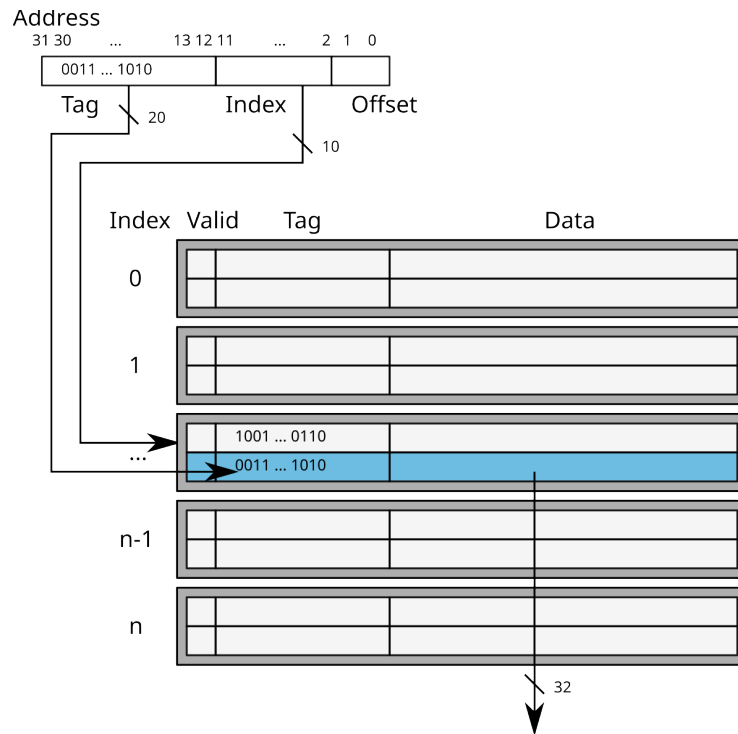 Address
31 30 ... 13 12 11 ... 2 1 0
0011 ... 1010
Tag Index Offset
20
10
Index Valid Tag Data
0
1
1001 ... 0110
...
0011 ... 1010
n-1
n
32